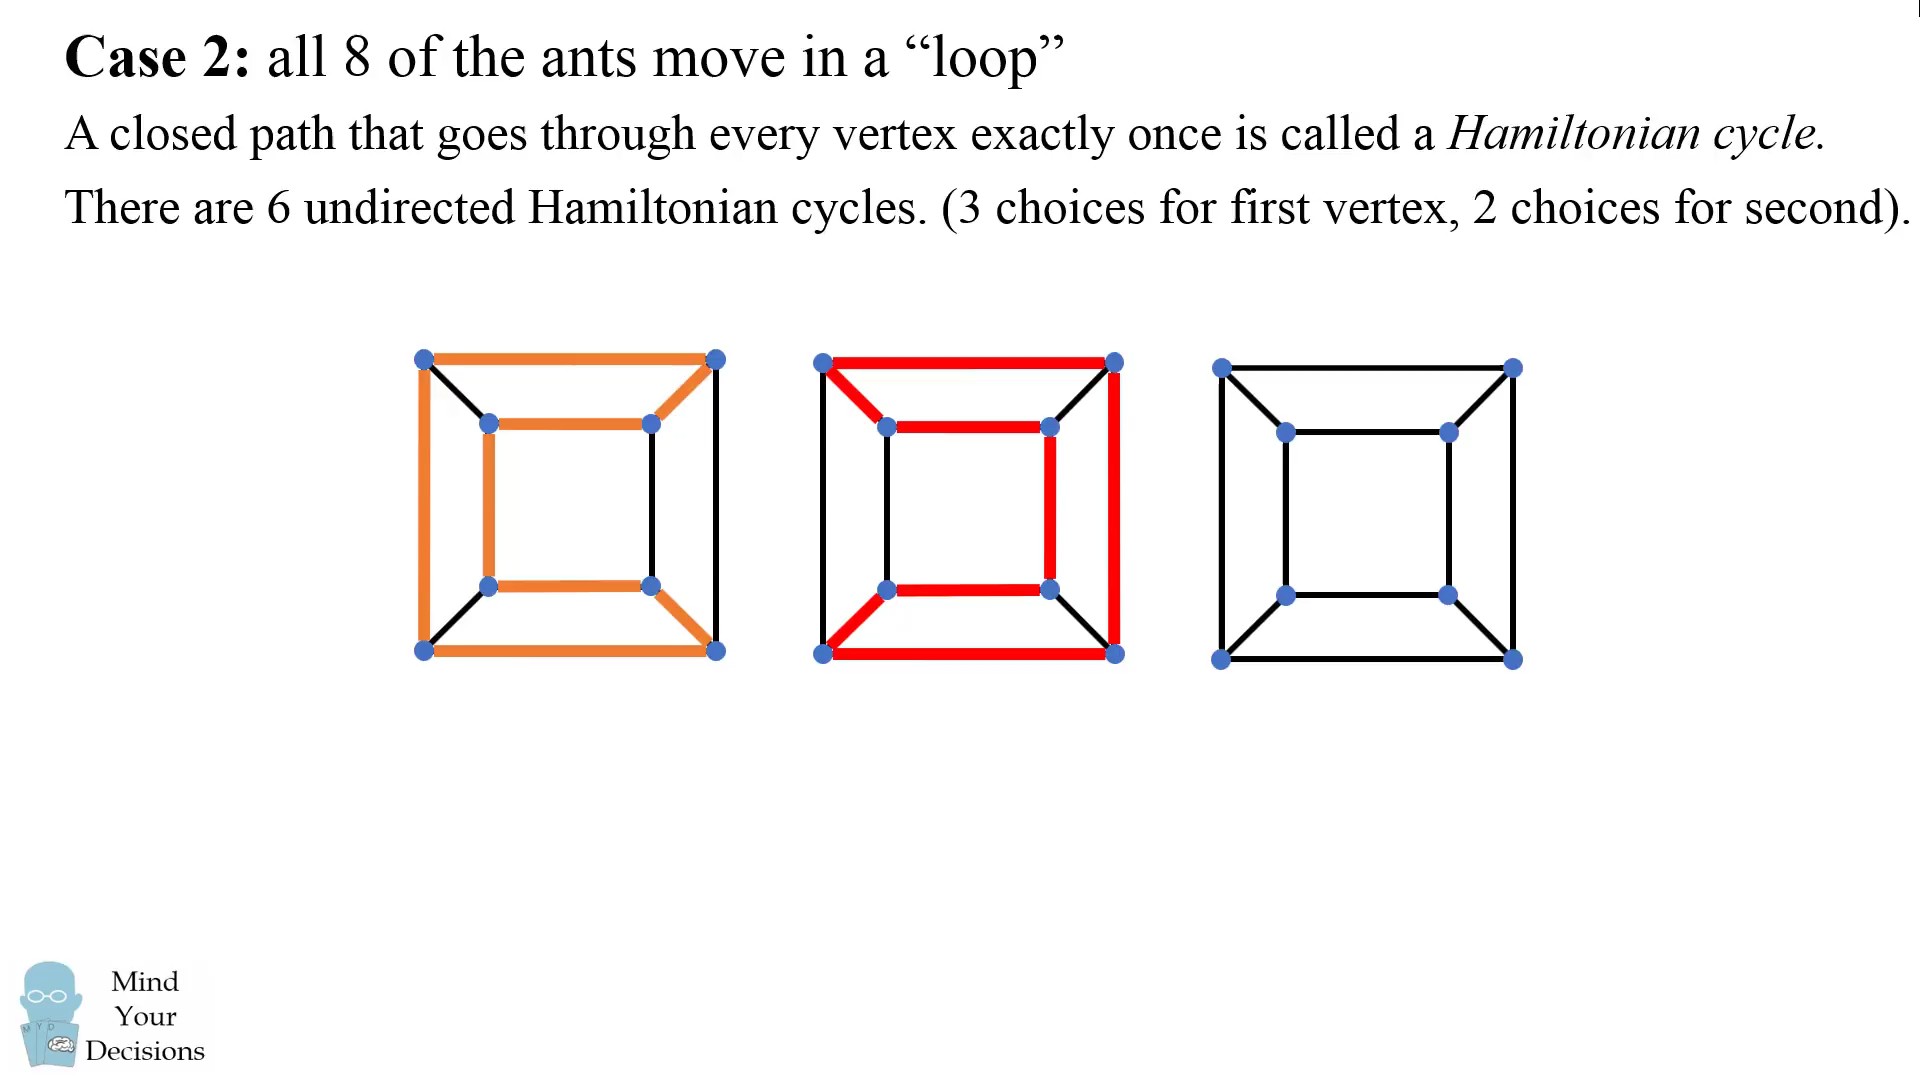 Case 2: all 8 of the ants move in a “loop”
A closed path that goes through every vertex exactly once is called a Hamiltonian cycle.
There are 6 undirected Hamiltonian cycles. (3 choices for first vertex, 2 choices for second).
M Y D
Mind
Your
Decisions